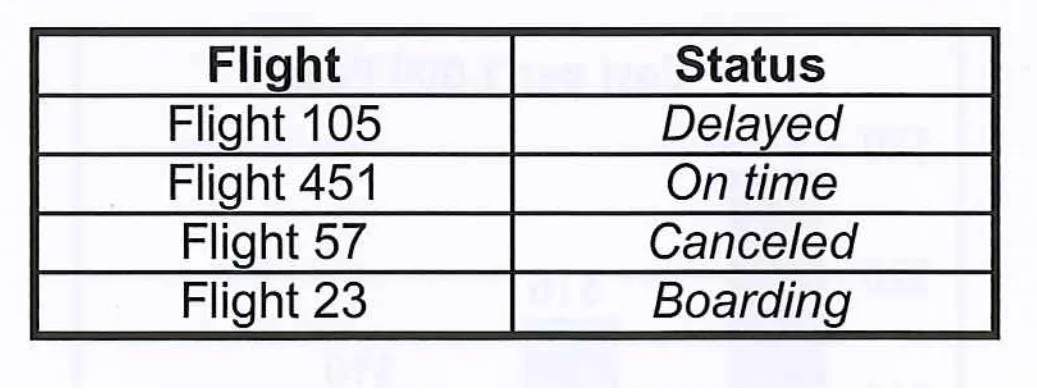 Flight Status
Flight 105 Delayed
Flight 451 On time
Flight 57 Canceled
Flight 23 Boarding